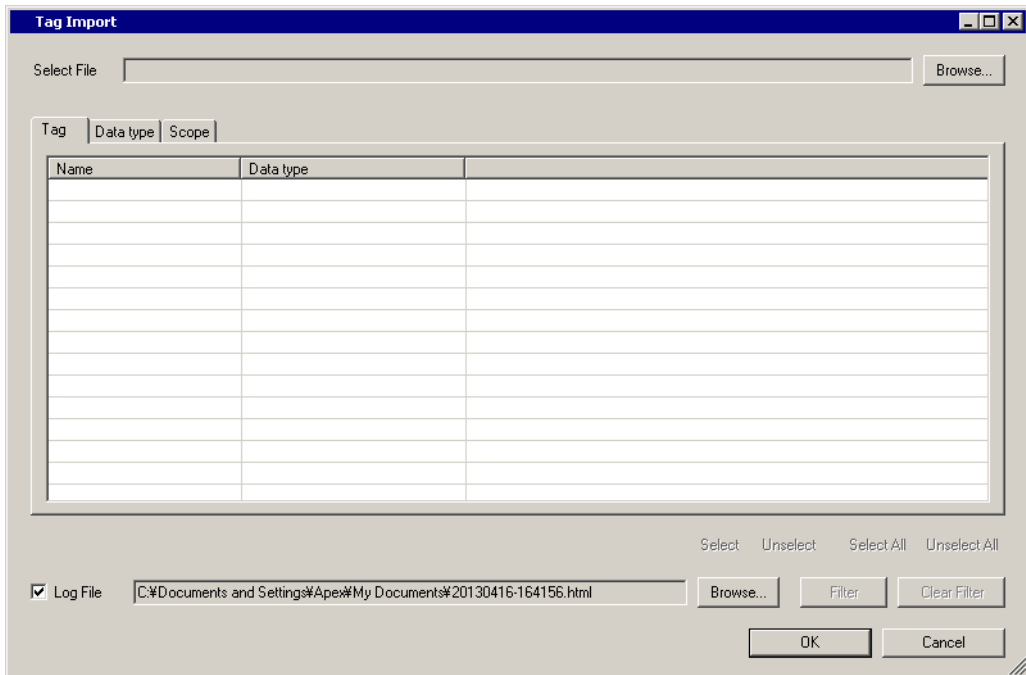 Tag Import
Select File
Browse...
Tag Data type Scope
Name Data type
Select Unselect Select All Unselect All
Log File C:¥Documents and Settings¥Apex¥My Documents¥20130416-164156.html Browse... Filter Clear Filter
OK Cancel